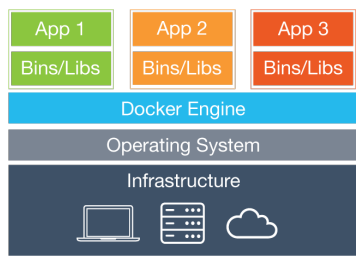 App 1
App 2
App 3
Bins/Libs
Bins/Libs
Bins/Libs
Docker Engine
Operating System
Infrastructure